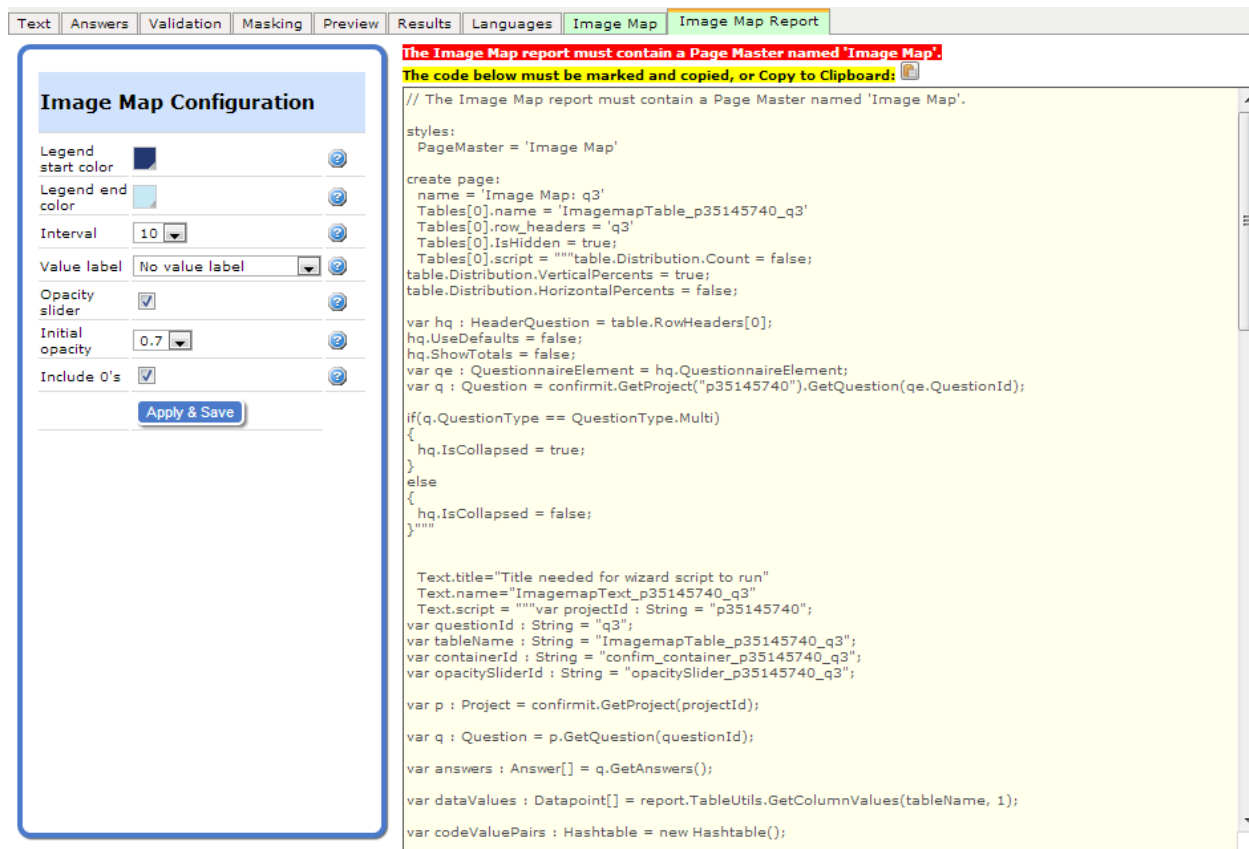 Text Answers Validation Masking Preview Results Languages Image Map Image Map Report
Image Map Configuration
Legend start color
Legend end color
Interval 10
Value label No value label
Opacity slider
Initial opacity 0.7
Include 0's
Apply & Save
The Image Map report must contain a Page Master named 'Image Map'.
The code below must be marked and copied, or Copy to Clipboard:
// The Image Map report must contain a Page Master named 'Image Map'.
styles:
PageMaster = 'Image Map'
create page:
name = 'Image Map: q3'
Tables[0].name = 'ImagemapTable_p35145740_q3'
Tables[0].row_headers = 'q3'
Tables[0].IsHidden = true;
Tables[0].script = """table.Distribution.Count = false;
table.Distribution.VerticalPercents = true;
table.Distribution.HorizontalPercents = false;
var hq : HeaderQuestion = table.RowHeaders[0];
hq.UseDefaults = false;
hq.ShowTotals = false;
var qe : QuestionnaireElement = hq.QuestionnaireElement;
var q : Question = confirmit.GetProject("p35145740").GetQuestion(qe.QuestionId);
if(q.QuestionType == QuestionType.Multi)
{
hq.IsCollapsed = true;
}
else
{
hq.IsCollapsed = false;
}"""
Text.title="Title needed for wizard script to run"
Text.name="ImagemapText_p35145740_q3"
Text.script = """var projectId : String = "p35145740";
var questionId : String = "q3";
var tableName : String = "ImagemapTable_p35145740_q3";
var containerId : String = "confim_container_p35145740_q3";
var opacitySliderId : String = "opacitySlider_p35145740_q3";
var p : Project = confirmit.GetProject(projectId);
var q : Question = p.GetQuestion(questionId);
var answers : Answer[] = q.GetAnswers();
var dataValues : Datapoint[] = report.TableUtils.GetColumnValues(tableName, 1);
var codeValuePairs : Hashtable = new Hashtable();